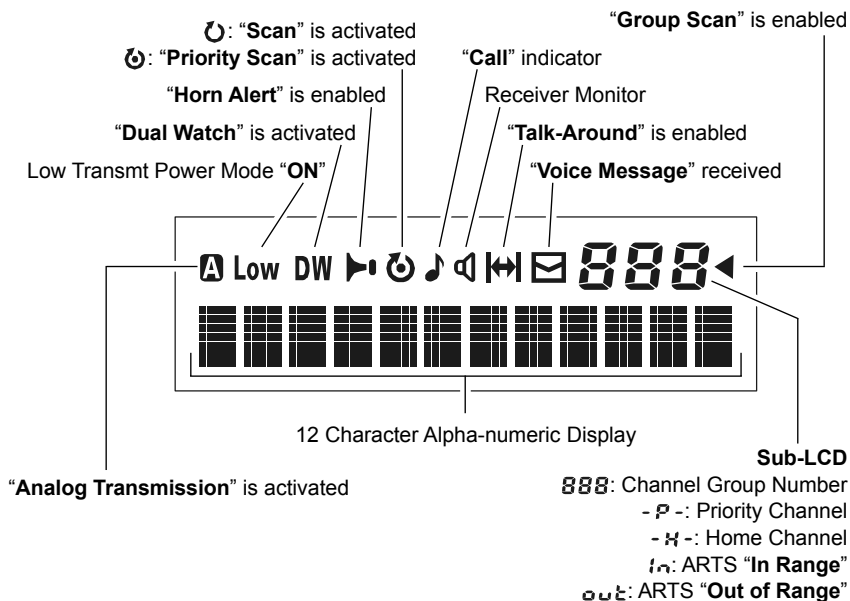 "Group Scan" is enabled
: "Scan" is activated
: "Priority Scan" is activated
"Call" indicator
"Horn Alert" is enabled
Receiver Monitor
"Dual Watch" is activated
"Talk-Around" is enabled
Low Transmt Power Mode "ON"
"Voice Message" received
A Low DW 888
12 Character Alpha-numeric Display
"Analog Transmission" is activated
Sub-LCD
888: Channel Group Number
- P -: Priority Channel
- H -: Home Channel
In: ARTS "In Range"
out: ARTS "Out of Range"